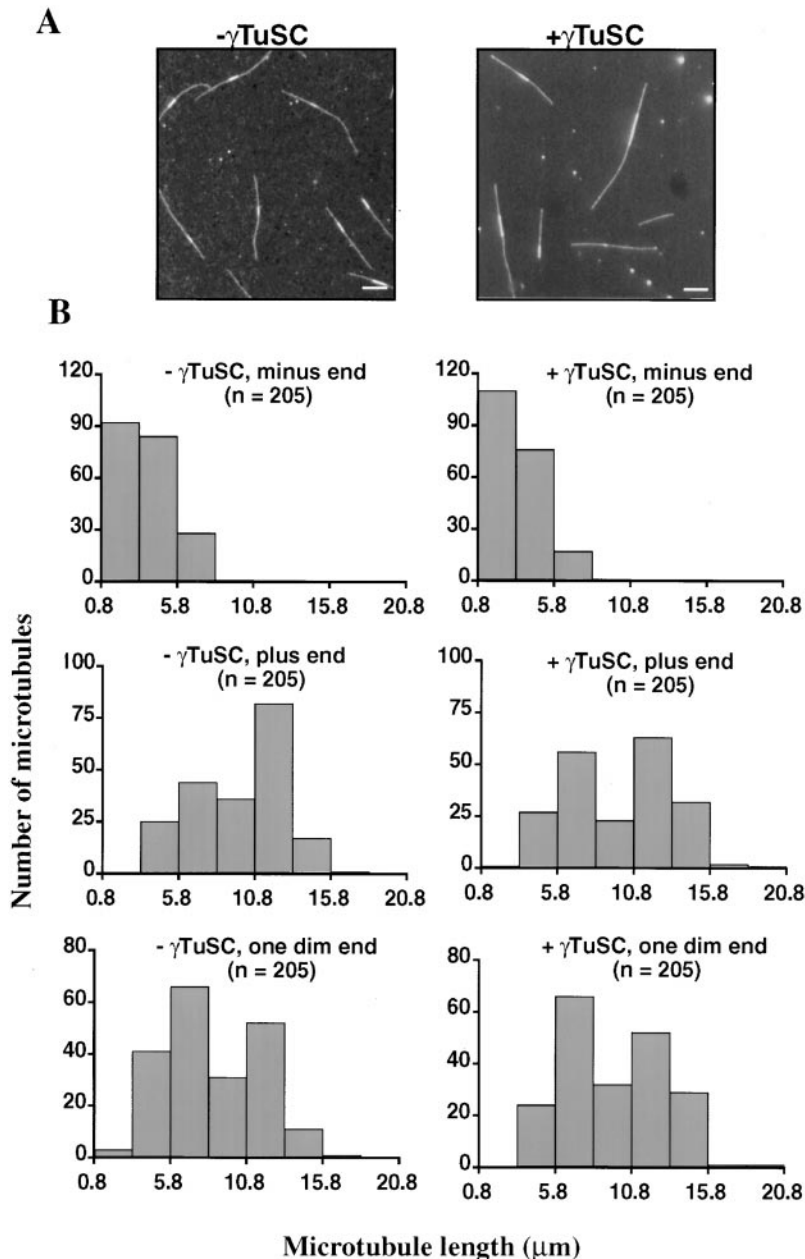 A
-γTuSC
+γTuSC
B
- γTuSC, minus end
(n = 205)
120
90
60
30
0
0.8 5.8 10.8 15.8 20.8
+ γTuSC, minus end
(n = 205)
120
90
60
30
0
0.8 5.8 10.8 15.8 20.8
- γTuSC, plus end
(n = 205)
100
75
50
25
0
0.8 5.8 10.8 15.8 20.8
+ γTuSC, plus end
(n = 205)
100
75
50
25
0
0.8 5.8 10.8 15.8 20.8
- γTuSC, one dim end
(n = 205)
80
60
40
20
0
0.8 5.8 10.8 15.8 20.8
+ γTuSC, one dim end
(n = 205)
80
60
40
20
0
0.8 5.8 10.8 15.8 20.8
Number of microtubules
Microtubule length (μm)